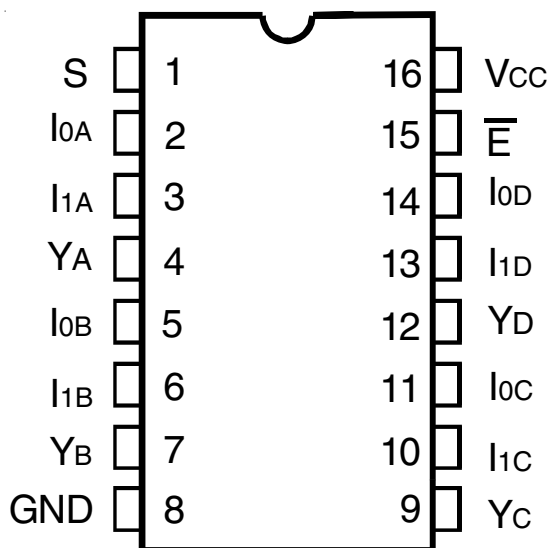 S 1 16 VCC
I0A 2 15 E̅
I1A 3 14 I0D
YA 4 13 I1D
I0B 5 12 YD
I1B 6 11 I0C
YB 7 10 I1C
GND 8 9 YC